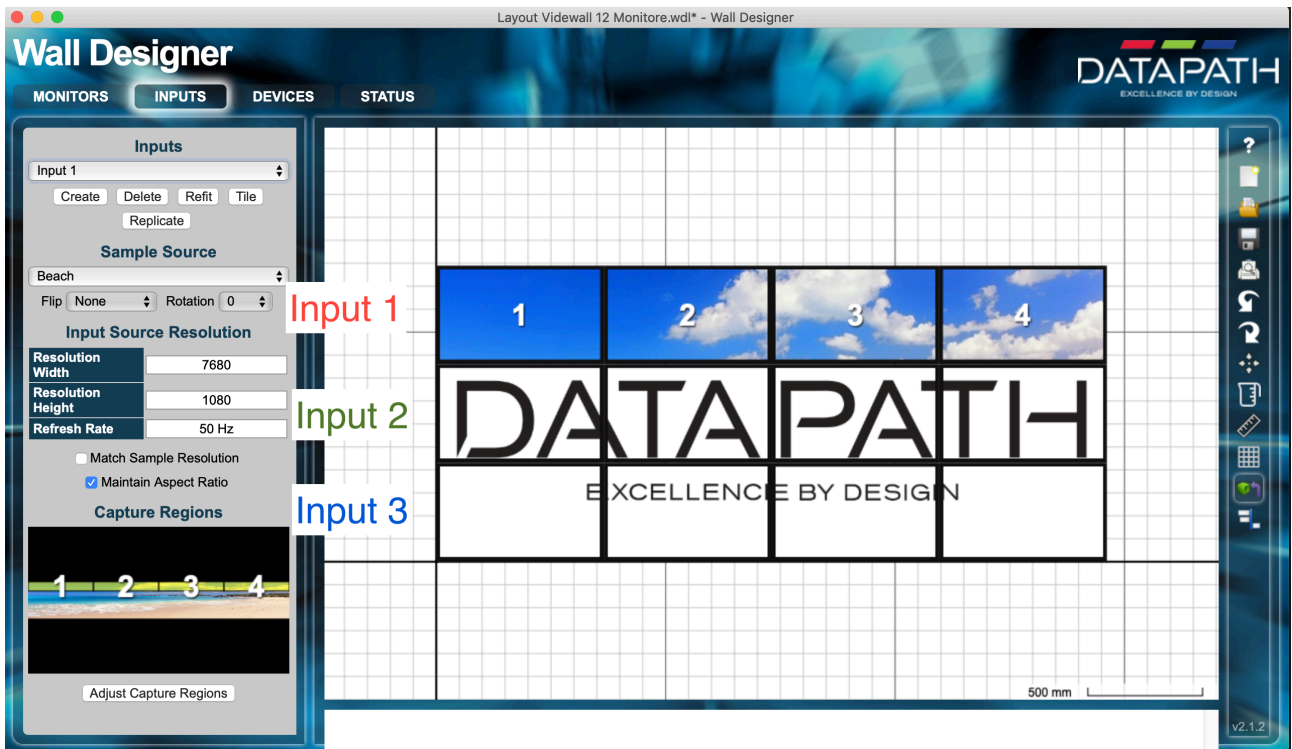 Layout Videwall 12 Monitore.wdl* - Wall Designer
Wall Designer
DATAPATH
EXCELLENCE BY DESIGN
MONITORS INPUTS DEVICES STATUS
Inputs
Input 1
Create Delete Refit Tile
Replicate
Sample Source
Beach
Flip None Rotation 0
Input Source Resolution
Resolution Width 7680
Resolution Height 1080
Refresh Rate 50 Hz
Match Sample Resolution
Maintain Aspect Ratio
Capture Regions
1 2 3 4
Adjust Capture Regions
Input 1
Input 2
Input 3
1 2 3 4
DATAPATH
EXCELLENCE BY DESIGN
500 mm
?
v2.1.2